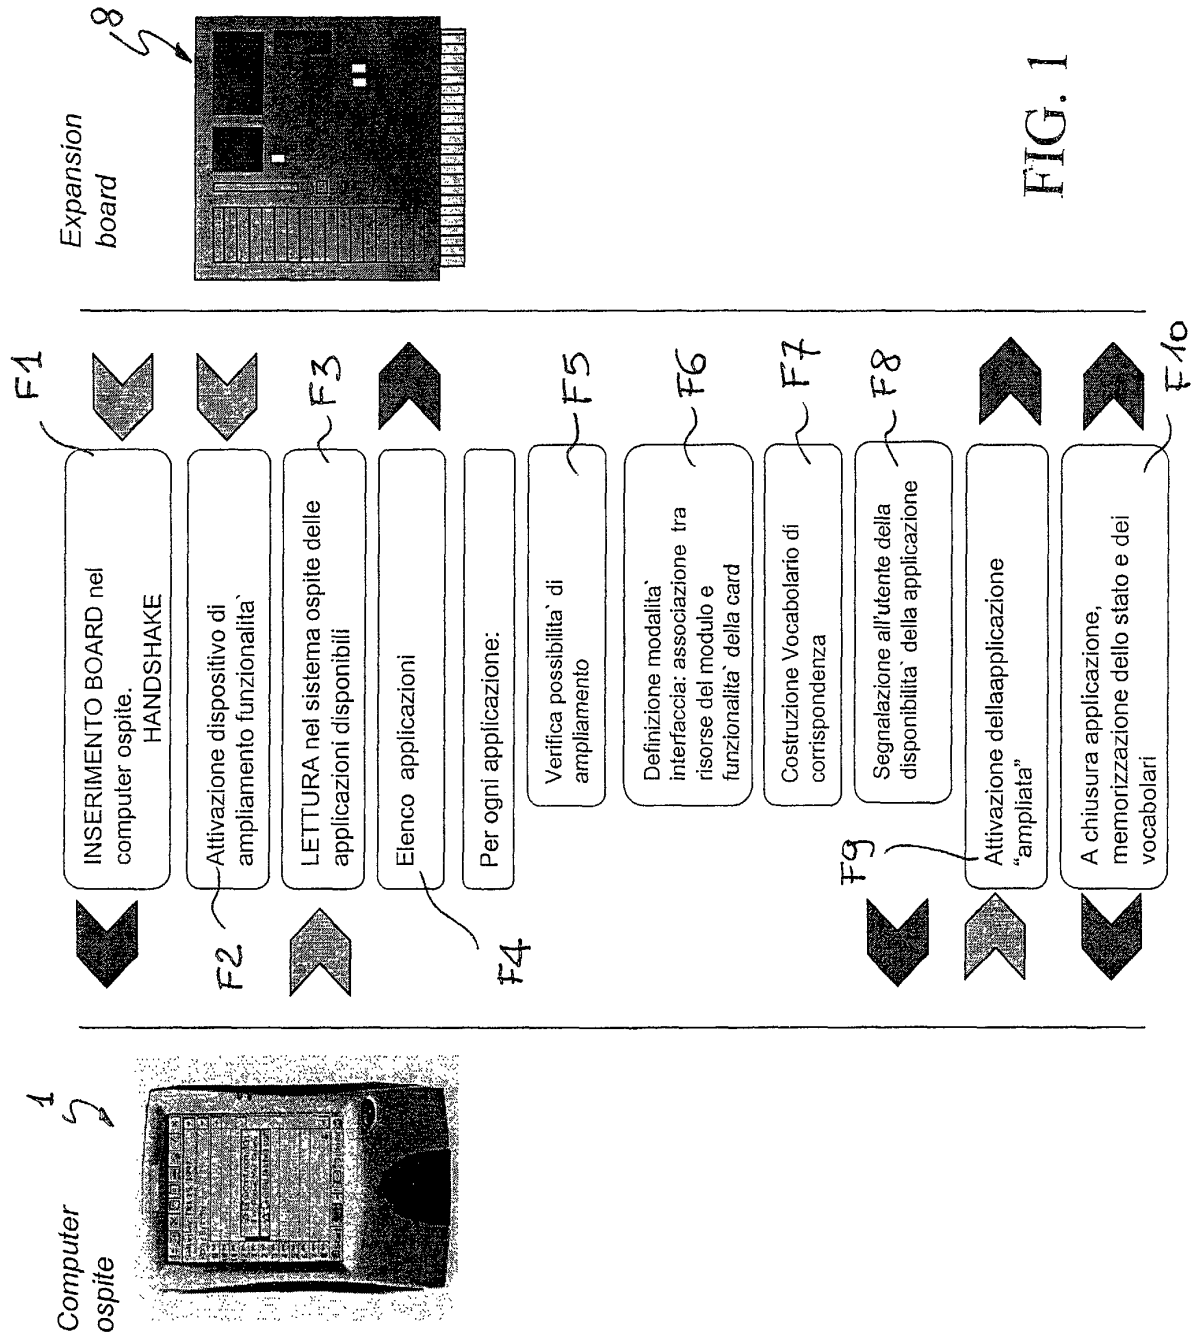 Computer
ospite
1
Expansion
board
8
F1
INSERIMENTO BOARD nel
computer ospite.
HANDSHAKE
F2
Attivazione dispositivo di
ampliamento funzionalita`
F3
LETTURA nel sistema ospite delle
applicazioni disponibili
F4
Elenco applicazioni
Per ogni applicazione:
F5
Verifica possibilita` di
ampliamento
F6
Definizione modalita`
interfaccia: associazione tra
risorse del modulo e
funzionalita` della card
F7
Costruzione Vocabolario di
corrispondenza
F8
Segnalazione all'utente della
disponibilita` della applicazione
F9
Attivazione dellaapplicazione
“ampliata”
F10
A chiusura applicazione,
memorizzazione dello stato e dei
vocabolari
FIG. 1